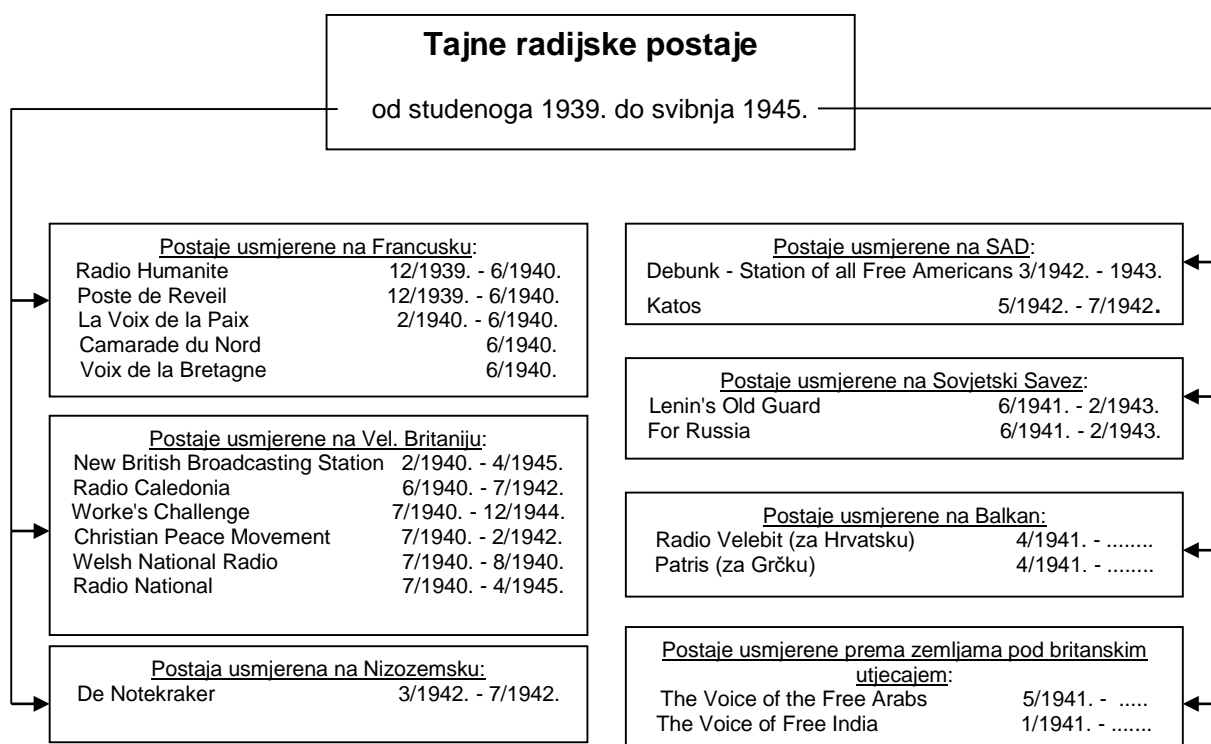 Tajne radijske postaje
od studenoga 1939. do svibnja 1945.
Postaje usmjerene na Francusku:
Radio Humanite 12/1939. - 6/1940.
Poste de Reveil 12/1939. - 6/1940.
La Voix de la Paix 2/1940. - 6/1940.
Camarade du Nord 6/1940.
Voix de la Bretagne 6/1940.
Postaje usmjerene na Vel. Britaniju:
New British Broadcasting Station 2/1940. - 4/1945.
Radio Caledonia 6/1940. - 7/1942.
Worke's Challenge 7/1940. - 12/1944.
Christian Peace Movement 7/1940. - 2/1942.
Welsh National Radio 7/1940. - 8/1940.
Radio National 7/1940. - 4/1945.
Postaja usmjerena na Nizozemsku:
De Notekraker 3/1942. - 7/1942.
Postaje usmjerene na SAD:
Debunk - Station of all Free Americans 3/1942. - 1943.
Katos 5/1942. - 7/1942.
Postaje usmjerene na Sovjetski Savez:
Lenin's Old Guard 6/1941. - 2/1943.
For Russia 6/1941. - 2/1943.
Postaje usmjerene na Balkan:
Radio Velebit (za Hrvatsku) 4/1941. - ........
Patris (za Grčku) 4/1941. - ........
Postaje usmjerene prema zemljama pod britanskim
utjecajem:
The Voice of the Free Arabs 5/1941. - .....
The Voice of Free India 1/1941. - .......